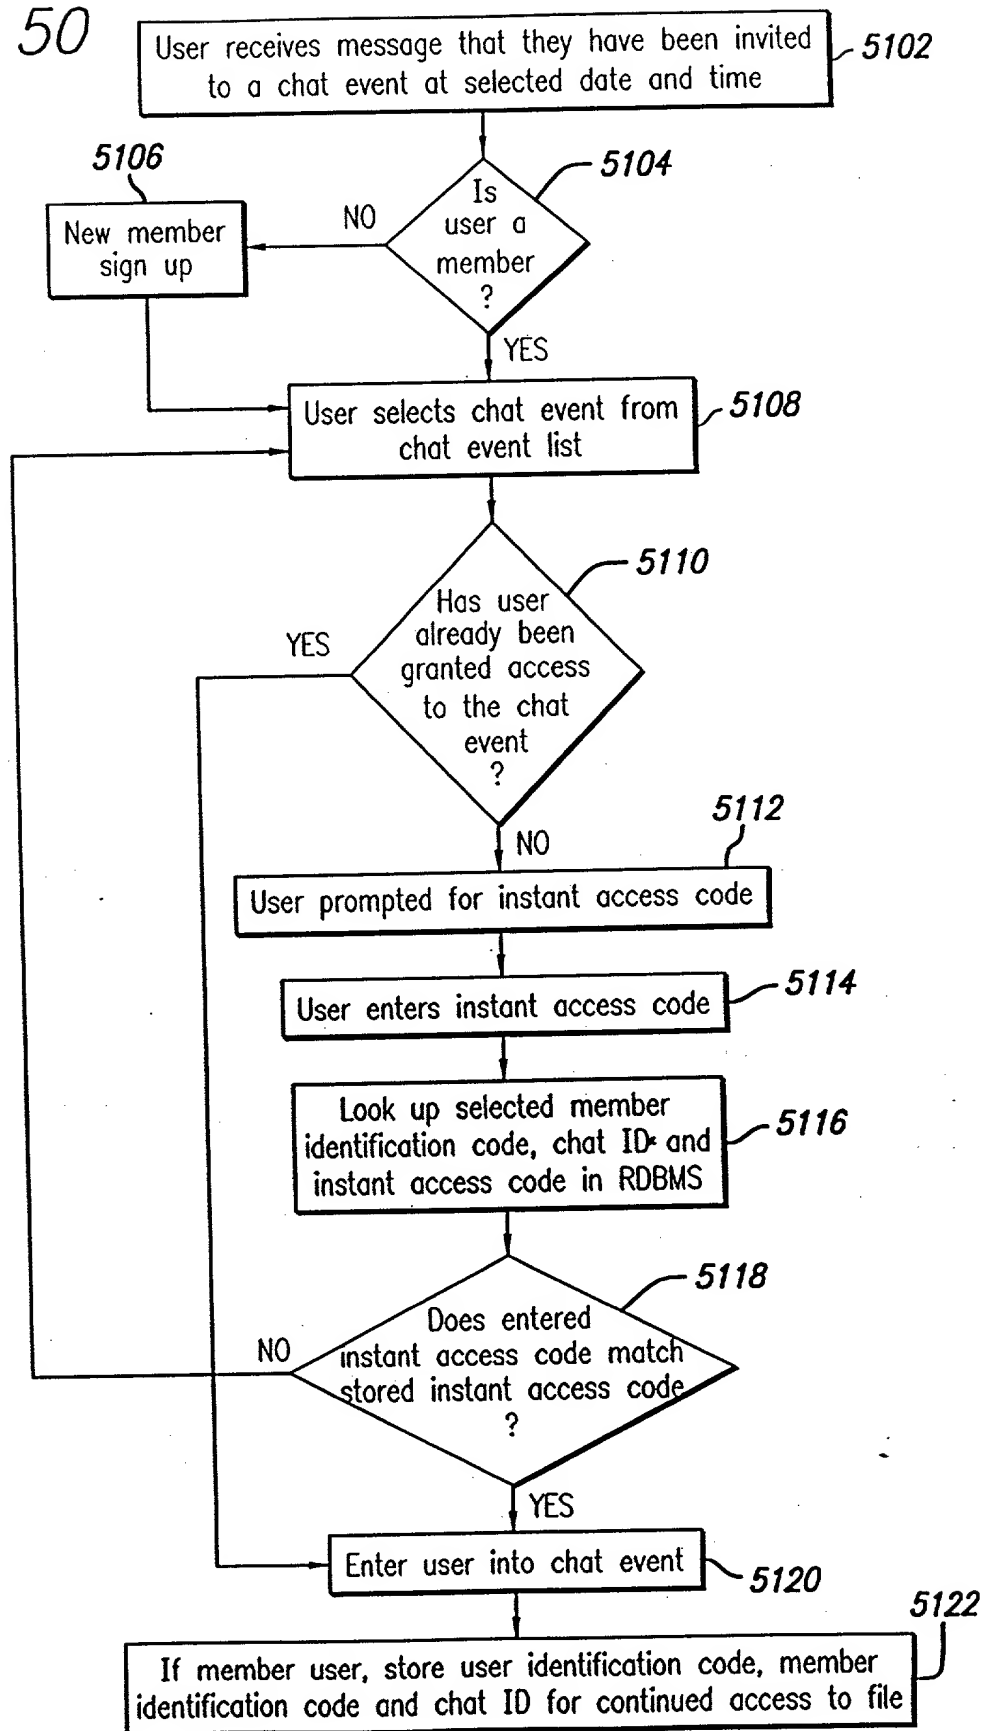 50
User receives message that they have been invited
to a chat event at selected date and time
5102
5104
Is
user a
member
?
NO
5106
New member
sign up
YES
User selects chat event from
chat event list
5108
5110
Has user
already been
granted access
to the chat
event
?
YES
NO
5112
User prompted for instant access code
User enters instant access code
5114
Look up selected member
identification code, chat ID and
instant access code in RDBMS
5116
5118
Does entered
instant access code match
stored instant access code
?
NO
YES
Enter user into chat event
5120
5122
If member user, store user identification code, member
identification code and chat ID for continued access to file